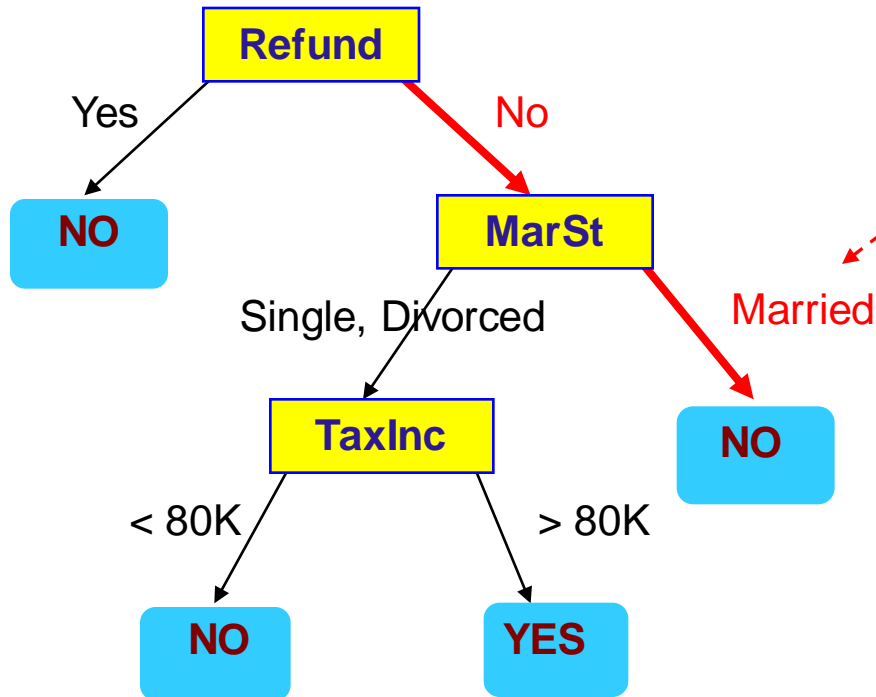 Refund
Yes
No
NO
MarSt
Single, Divorced
Married
TaxInc
NO
< 80K
> 80K
NO
YES